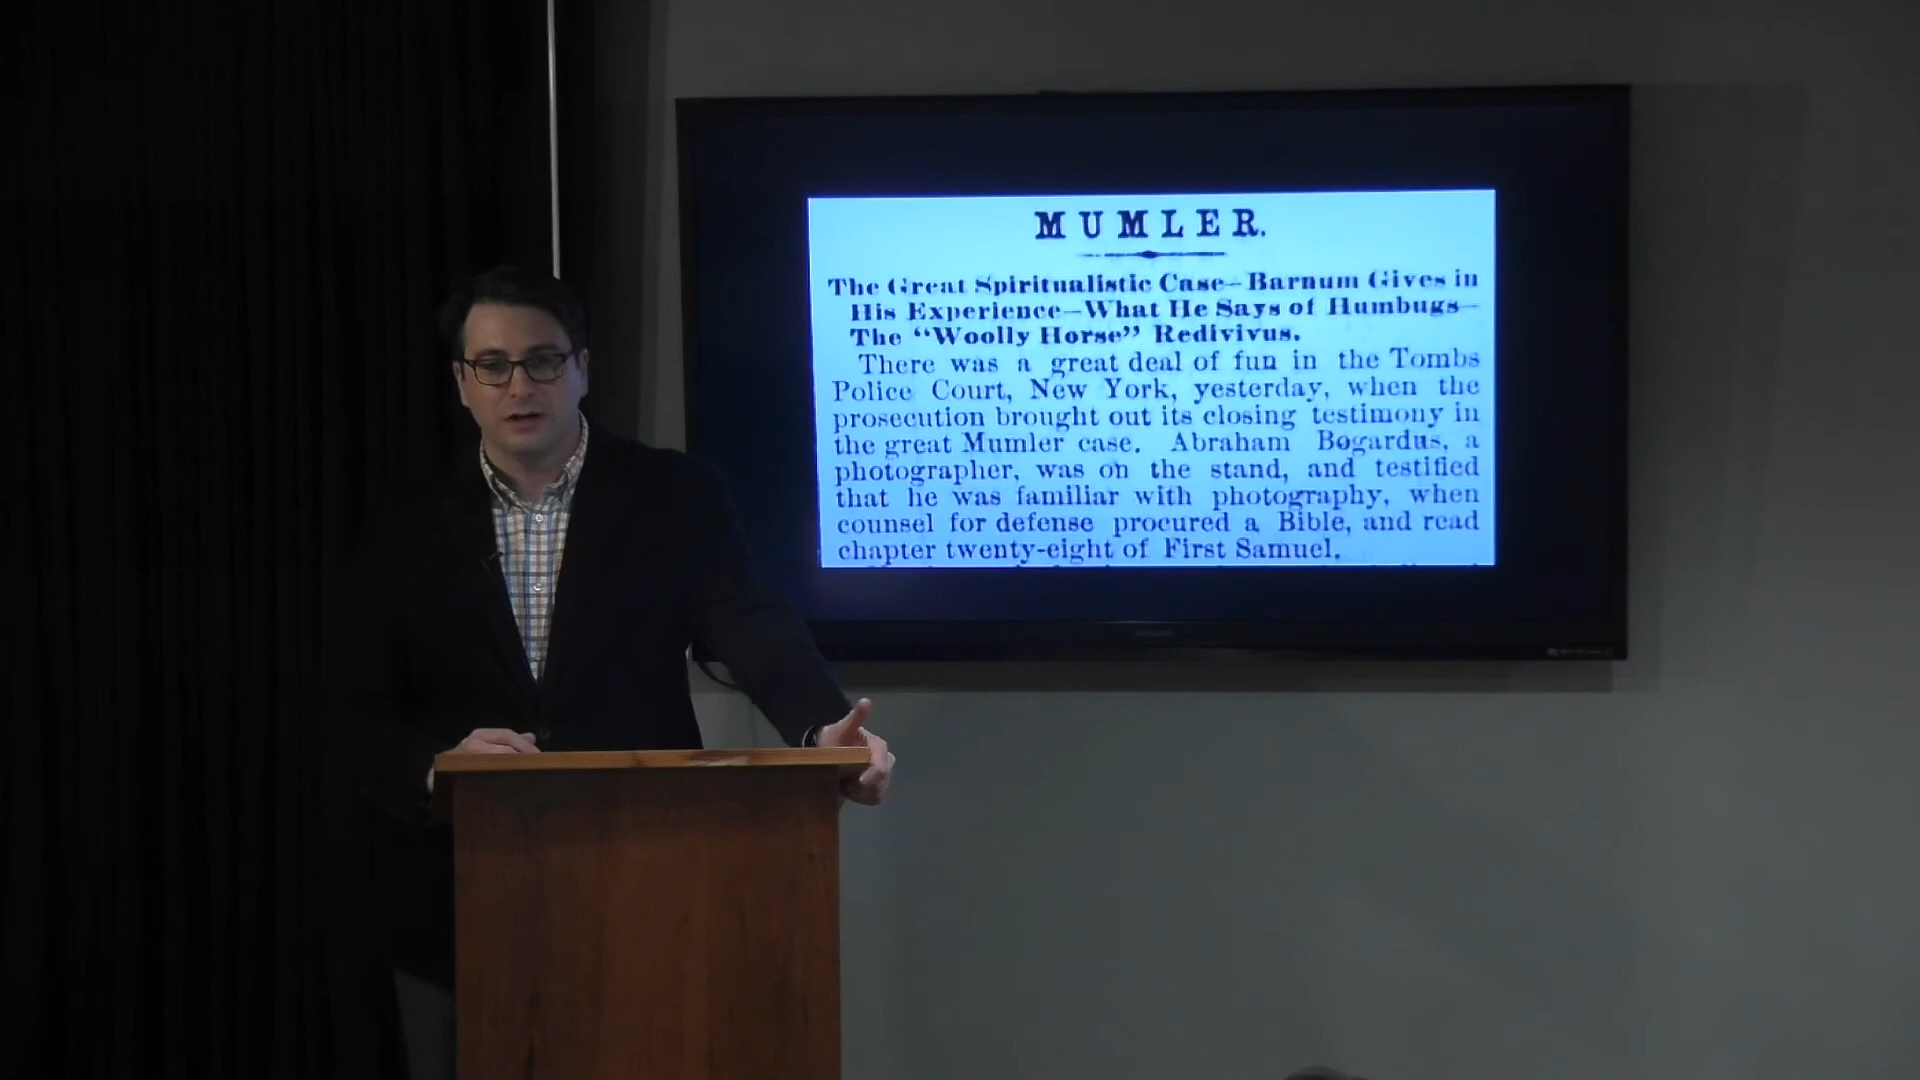 MUMLER.
The Great Spiritualistic Case—Barnum Gives in
His Experience—What He Says of Humbugs—
The “Woolly Horse” Redivivus.
There was a great deal of fun in the Tombs
Police Court, New York, yesterday, when the
prosecution brought out its closing testimony in
the great Mumler case. Abraham Bogardus, a
photographer, was on the stand, and testified
that he was familiar with photography, when
counsel for defense procured a Bible, and read
chapter twenty-eight of First Samuel.